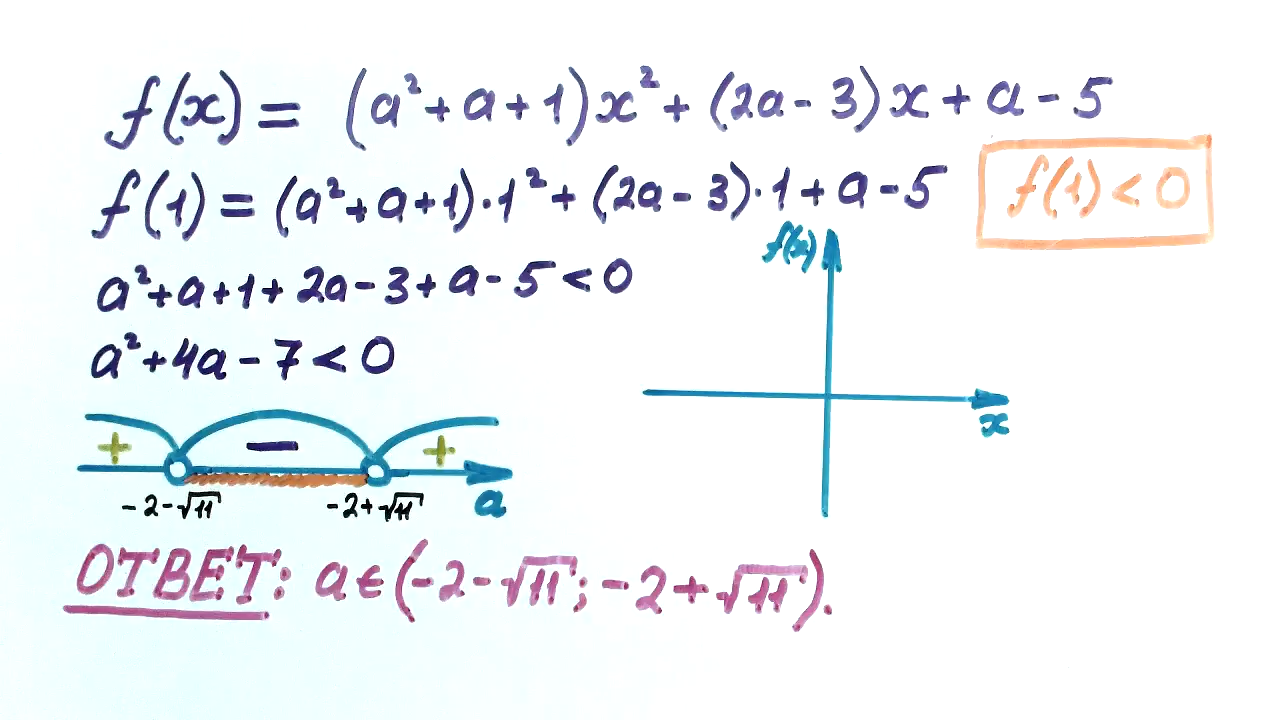 f(x) = (a² + a + 1)x² + (2a - 3)x + a - 5
f(1) = (a² + a + 1)·1² + (2a - 3)·1 + a - 5
f(1) < 0
f(x)
a² + a + 1 + 2a - 3 + a - 5 < 0
a² + 4a - 7 < 0
x
+ − +
-2-√11 -2+√11 a
ОТВЕТ: a ∈ (-2-√11; -2+√11).